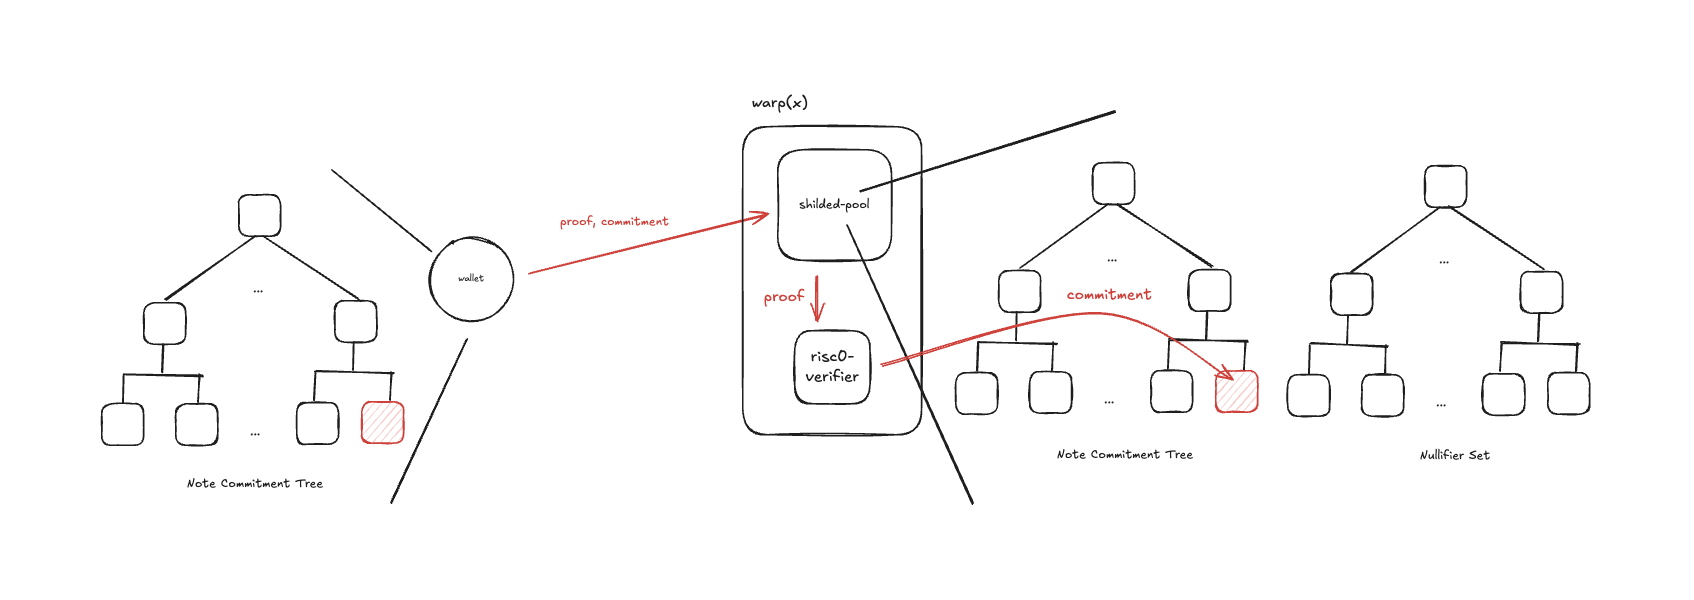 warp(x)
shilded-pool
wallet
proof, commitment
proof
risc0-
verifier
commitment
...
...
...
...
...
...
Note Commitment Tree
Note Commitment Tree
Nullifier Set